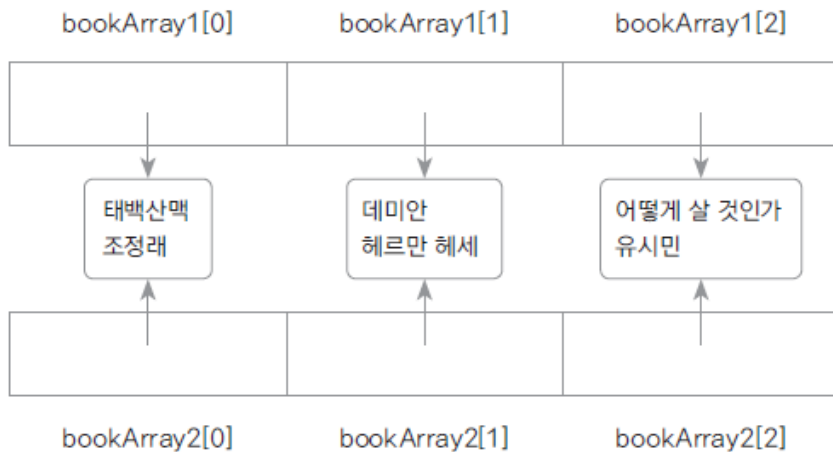 bookArray1[0] bookArray1[1] bookArray1[2]
태백산맥
조정래
데미안
헤르만 헤세
어떻게 살 것인가
유시민
bookArray2[0] bookArray2[1] bookArray2[2]